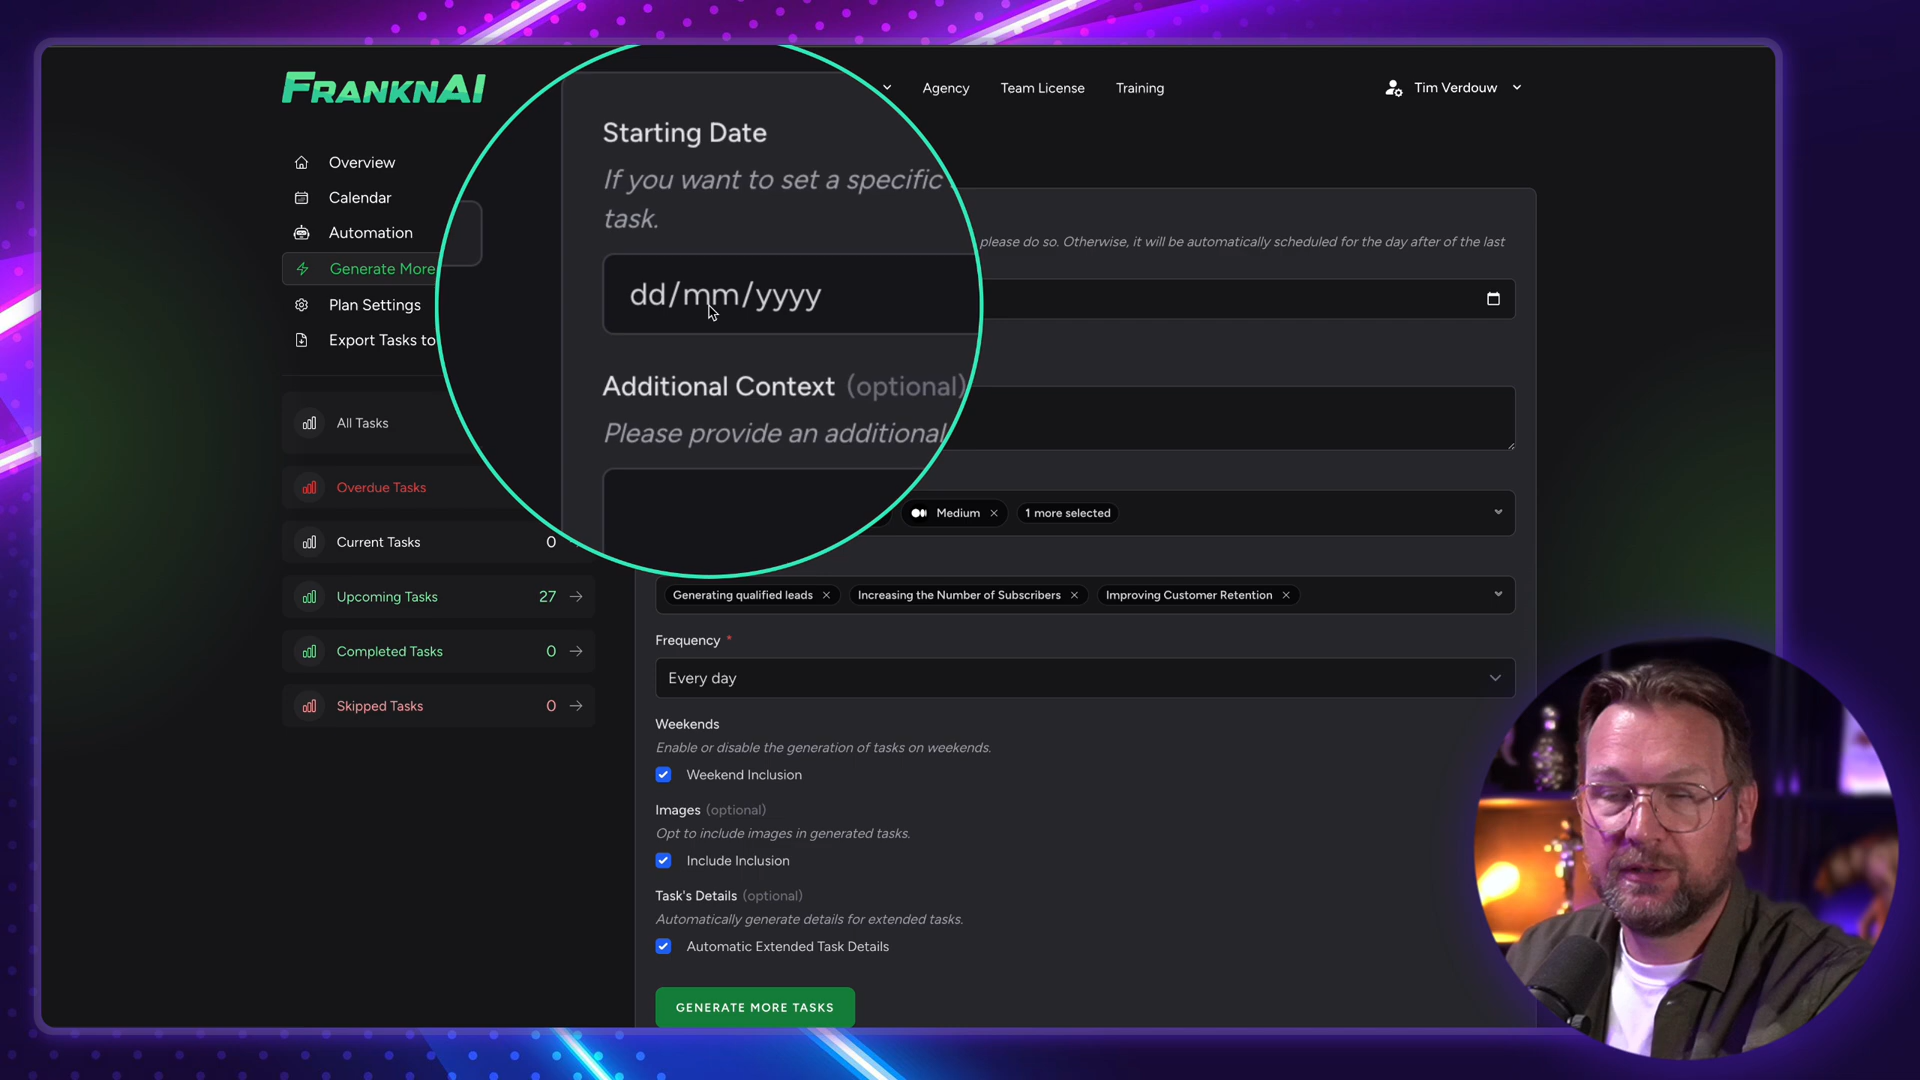 FRANKNAI
Agency
Team License
Training
Tim Verdouw
Overview
Calendar
Automation
Generate More
Plan Settings
Export Tasks to
All Tasks
Overdue Tasks
Current Tasks 0
Upcoming Tasks 27
Completed Tasks 0
Skipped Tasks 0
Starting Date
If you want to set a specific
task.
please do so. Otherwise, it will be automatically scheduled for the day after of the last
dd/mm/yyyy
Additional Context (optional)
Please provide an additional
Medium × 1 more selected
Generating qualified leads × Increasing the Number of Subscribers × Improving Customer Retention ×
Frequency *
Every day
Weekends
Enable or disable the generation of tasks on weekends.
Weekend Inclusion
Images (optional)
Opt to include images in generated tasks.
Include Inclusion
Task's Details (optional)
Automatically generate details for extended tasks.
Automatic Extended Task Details
GENERATE MORE TASKS